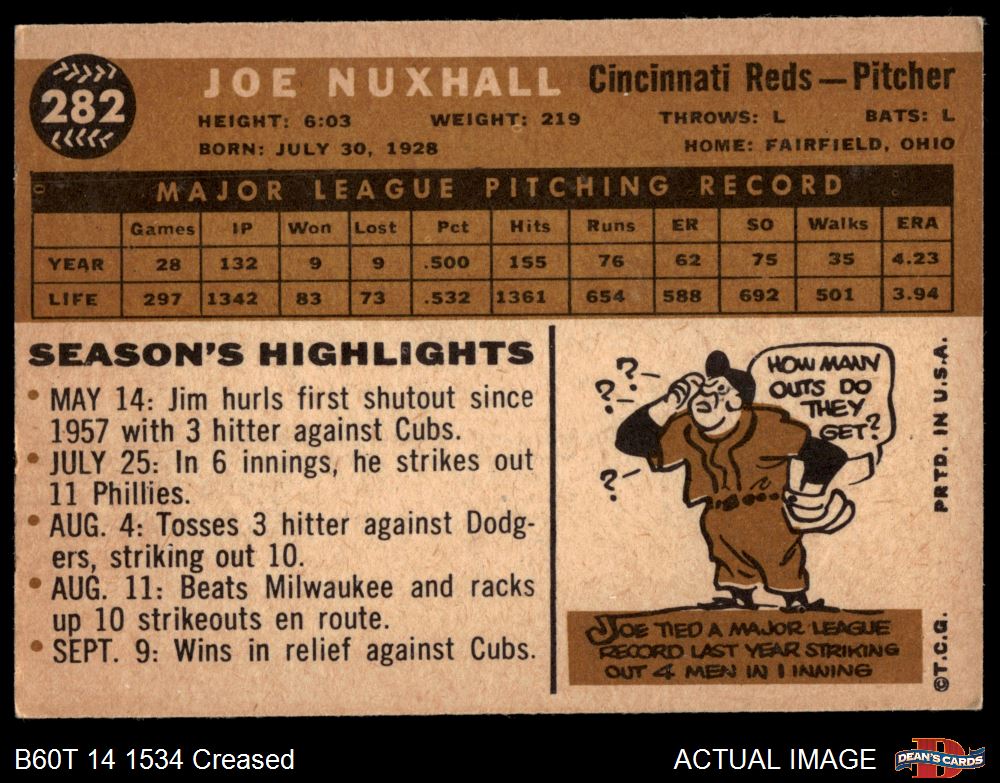 282
JOE NUXHALL Cincinnati Reds — Pitcher
HEIGHT: 6:03 WEIGHT: 219 THROWS: L BATS: L
BORN: JULY 30, 1928 HOME: FAIRFIELD, OHIO
MAJOR LEAGUE PITCHING RECORD
Games IP Won Lost Pct Hits Runs ER SO Walks ERA
YEAR 28 132 9 9 .500 155 76 62 75 35 4.23
LIFE 297 1342 83 73 .532 1361 654 588 692 501 3.94
SEASON'S HIGHLIGHTS
• MAY 14: Jim hurls first shutout since
1957 with 3 hitter against Cubs.
• JULY 25: In 6 innings, he strikes out
11 Phillies.
• AUG. 4: Tosses 3 hitter against Dodg-
ers, striking out 10.
• AUG. 11: Beats Milwaukee and racks
up 10 strikeouts en route.
• SEPT. 9: Wins in relief against Cubs.
? ? ?
?
HOW MANY
OUTS DO
THEY
GET?
JOE TIED A MAJOR LEAGUE
RECORD LAST YEAR STRIKING
OUT 4 MEN IN 1 INNING
PRTD. IN U.S.A.
©T.C.G.
B60T 14 1534 Creased
ACTUAL IMAGE
DEAN'S CARDS